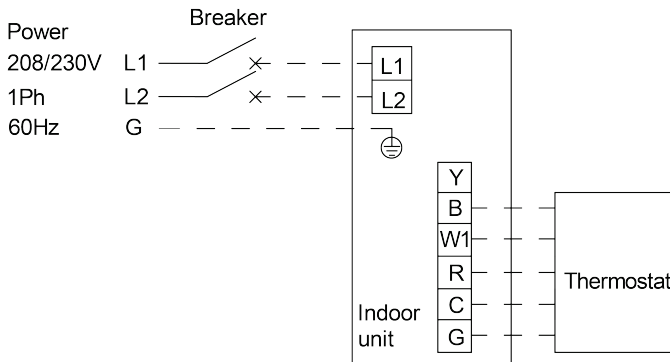 Breaker
Power
208/230V L1
1Ph L2
60Hz G
L1
L2
Y
B
W1
R
C
G
Thermostat
Indoor
unit